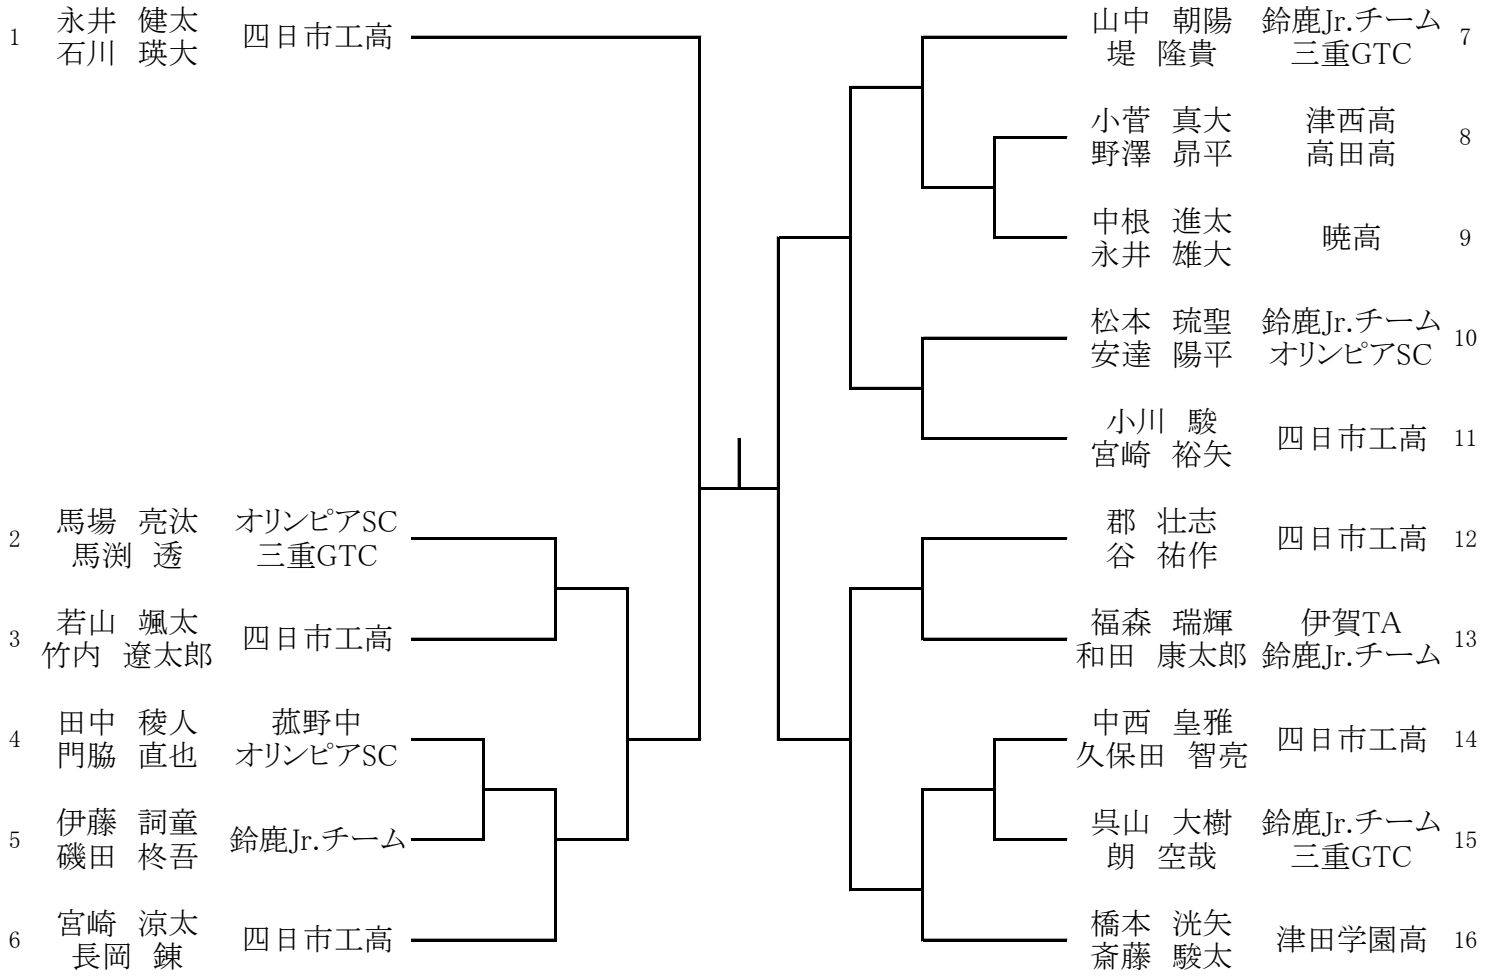 1 永井 健太 四日市工高
石川 瑛大
2 馬場 亮汰 オリンピアSC
馬渕 透 三重GTC
3 若山 颯太 四日市工高
竹内 遼太郎
4 田中 稜人 菰野中
門脇 直也 オリンピアSC
5 伊藤 詞童 鈴鹿Jr.チーム
磯田 柊吾
6 宮崎 涼太 四日市工高
長岡 錬
山中 朝陽 鈴鹿Jr.チーム 7
堤 隆貴 三重GTC
小菅 真大 津西高 8
野澤 昴平 高田高
中根 進太 暁高 9
永井 雄大
松本 琉聖 鈴鹿Jr.チーム 10
安達 陽平 オリンピアSC
小川 駿 四日市工高 11
宮崎 裕矢
郡 壮志 四日市工高 12
谷 祐作
福森 瑞輝 伊賀TA 13
和田 康太郎 鈴鹿Jr.チーム
中西 皇雅 四日市工高 14
久保田 智亮
呉山 大樹 鈴鹿Jr.チーム 15
朗 空哉 三重GTC
橋本 洸矢 津田学園高 16
斎藤 駿太